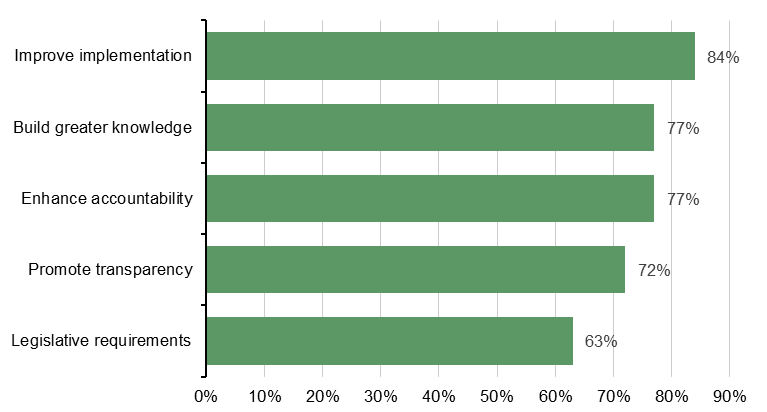 Improve implementation
84%
Build greater knowledge
77%
Enhance accountability
77%
Promote transparency
72%
Legislative requirements
63%
0% 10% 20% 30% 40% 50% 60% 70% 80% 90%